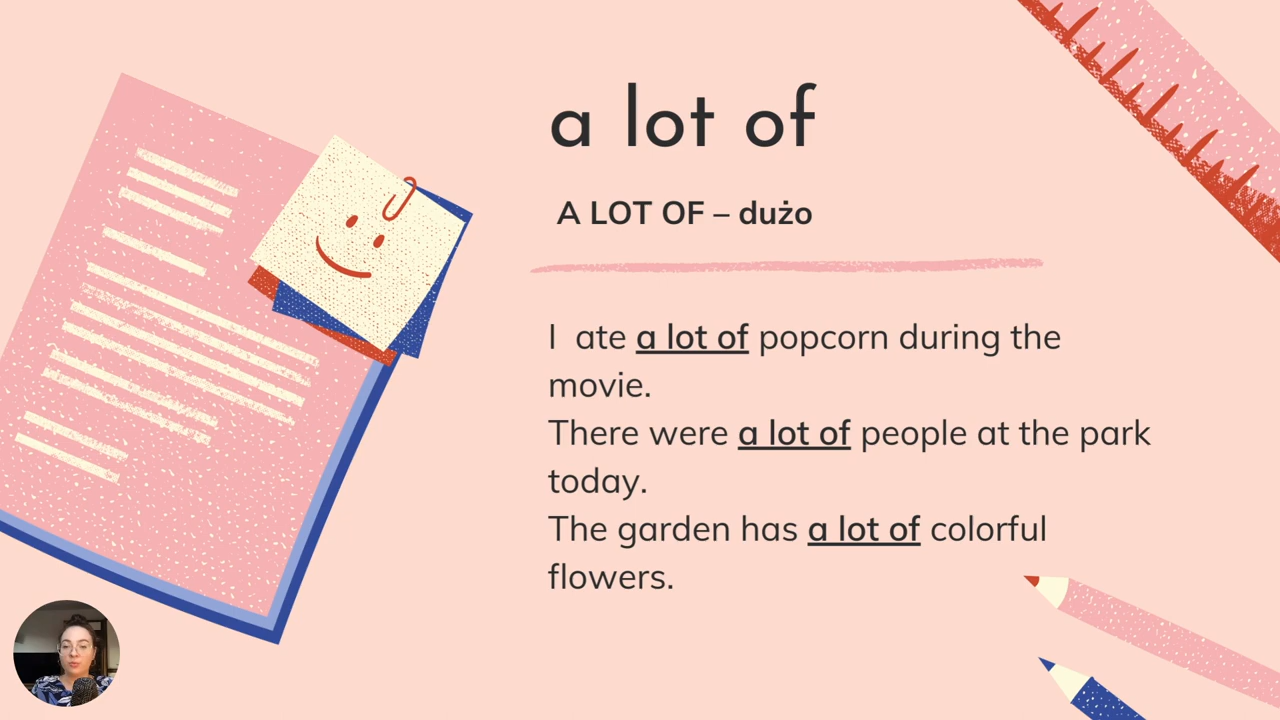 a lot of
A LOT OF – dużo
I ate a lot of popcorn during the
movie.
There were a lot of people at the park
today.
The garden has a lot of colorful
flowers.